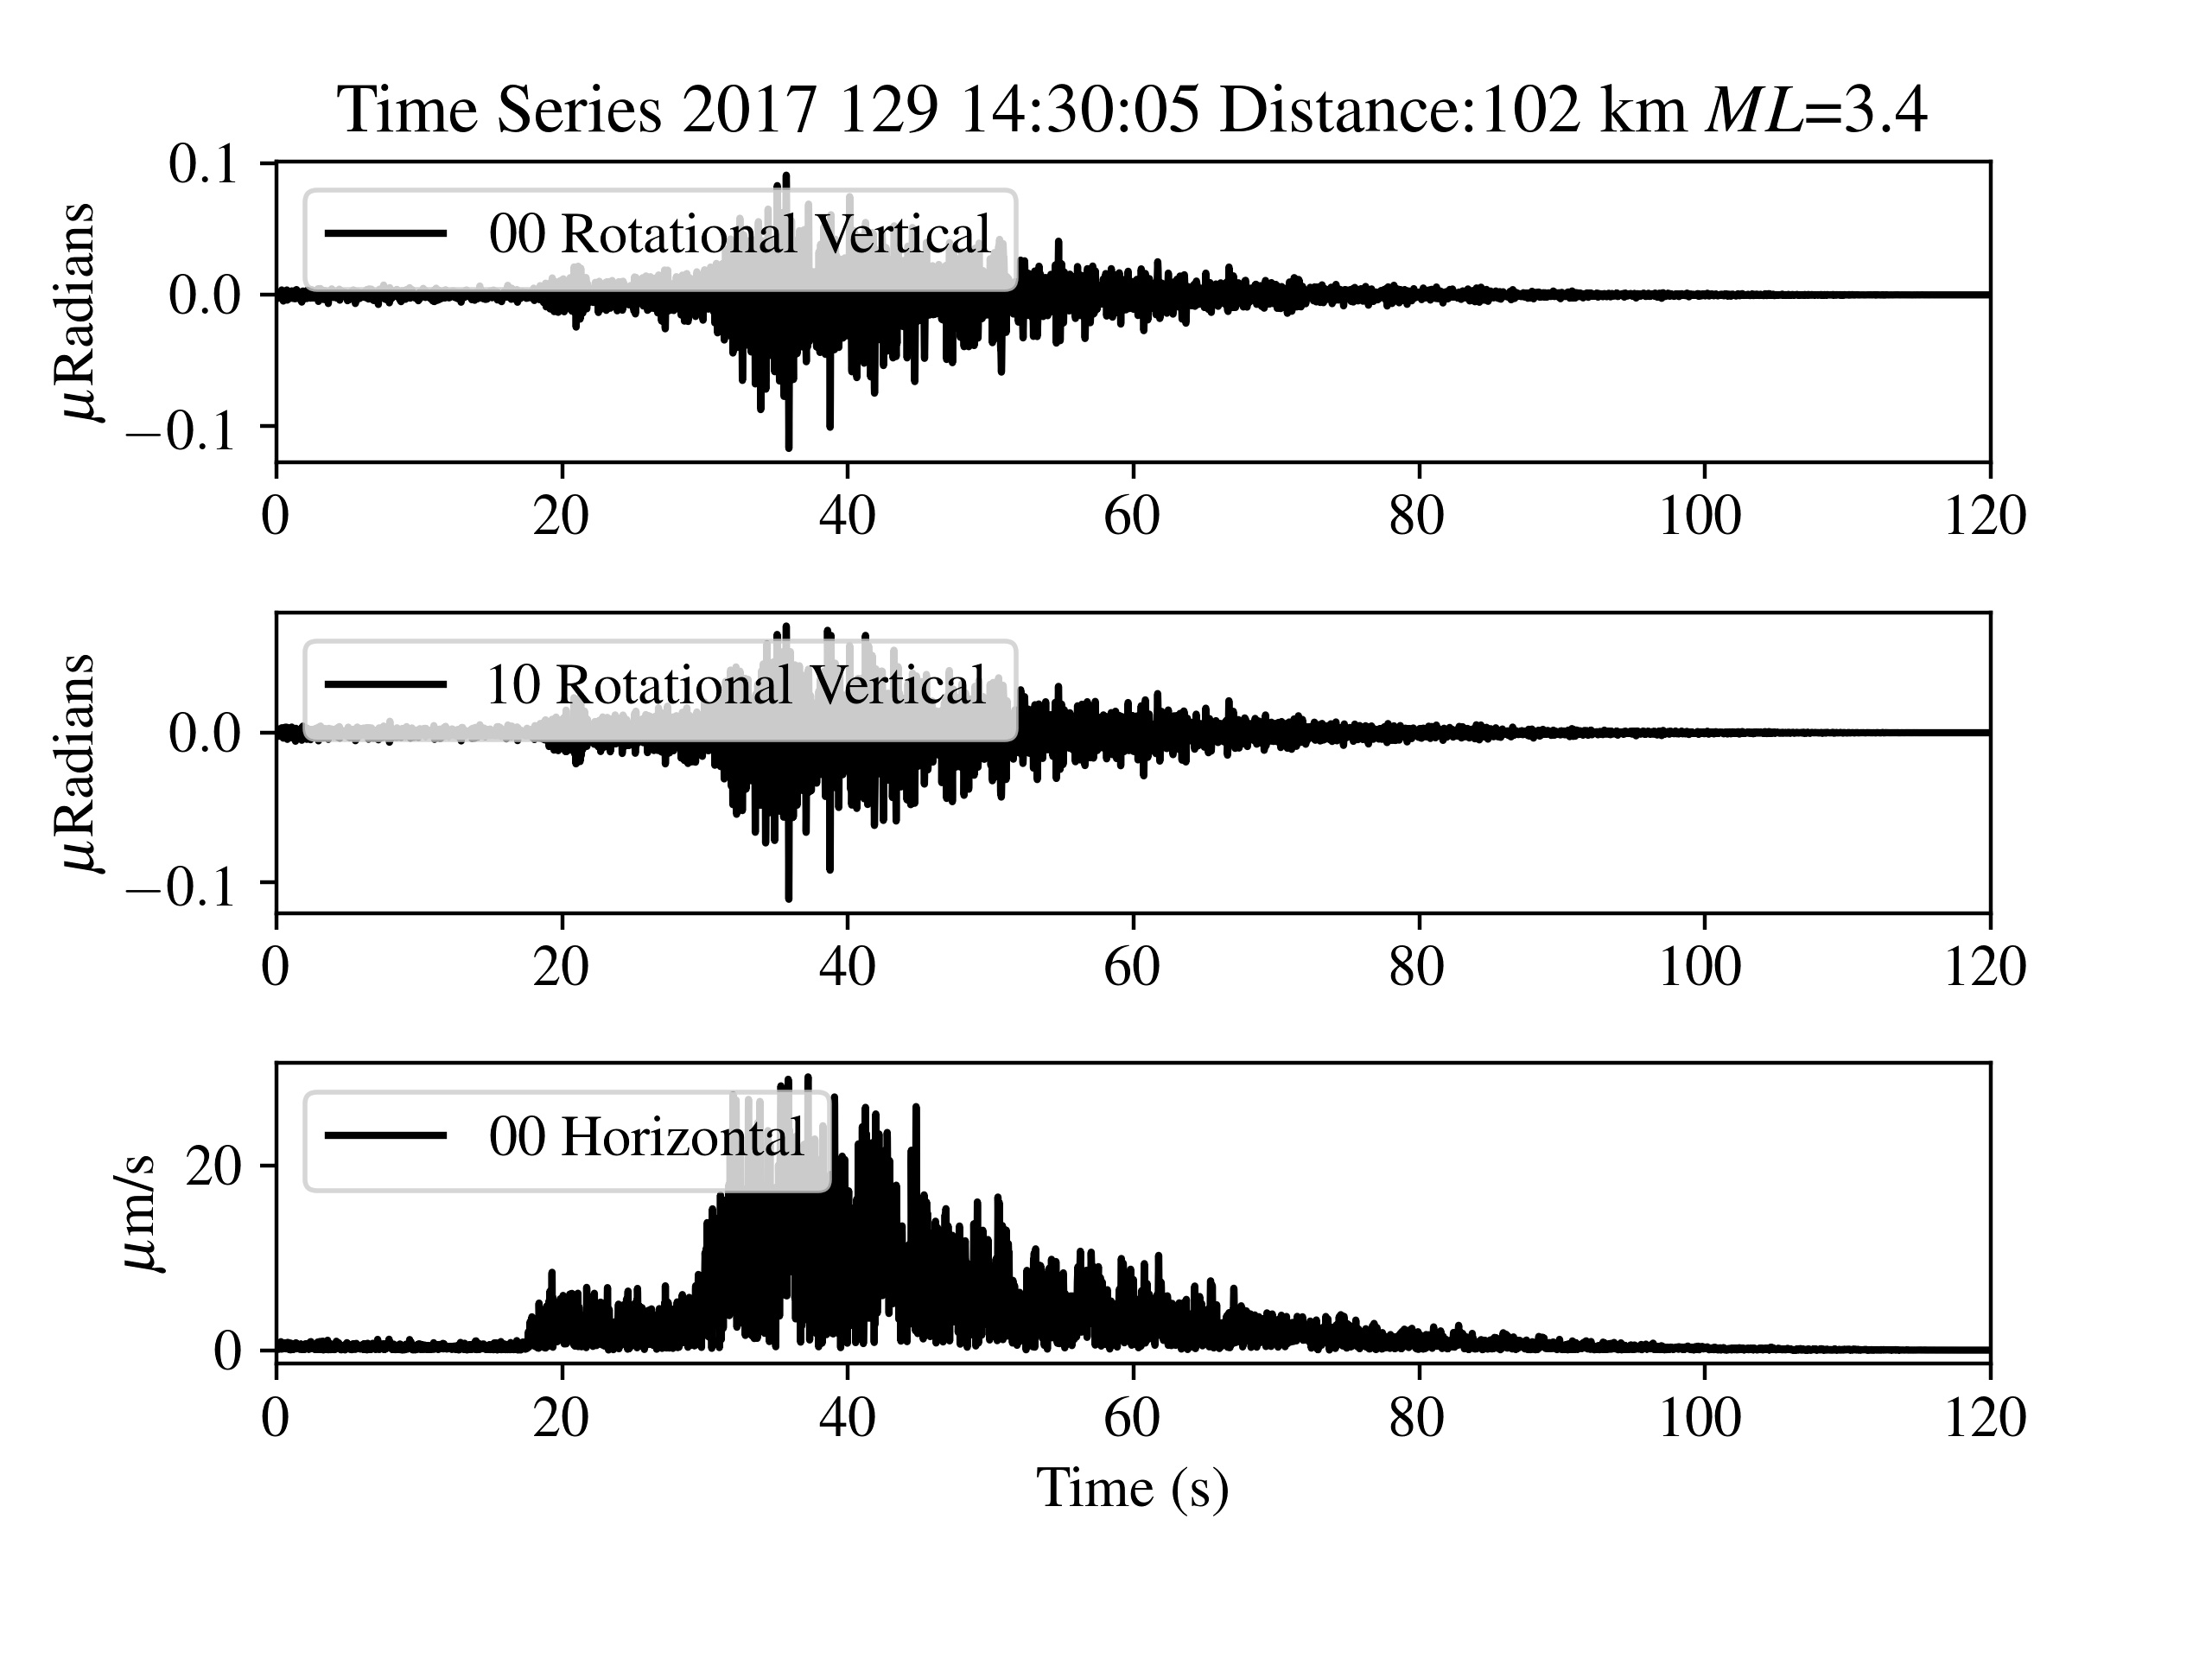 Time Series 2017 129 14:30:05 Distance:102 km ML=3.4
0.1
0.0
−0.1
μRadians
00 Rotational Vertical
0 20 40 60 80 100 120
0.0
−0.1
μRadians
10 Rotational Vertical
0 20 40 60 80 100 120
20
0
μm/s
00 Horizontal
0 20 40 60 80 100 120
Time (s)